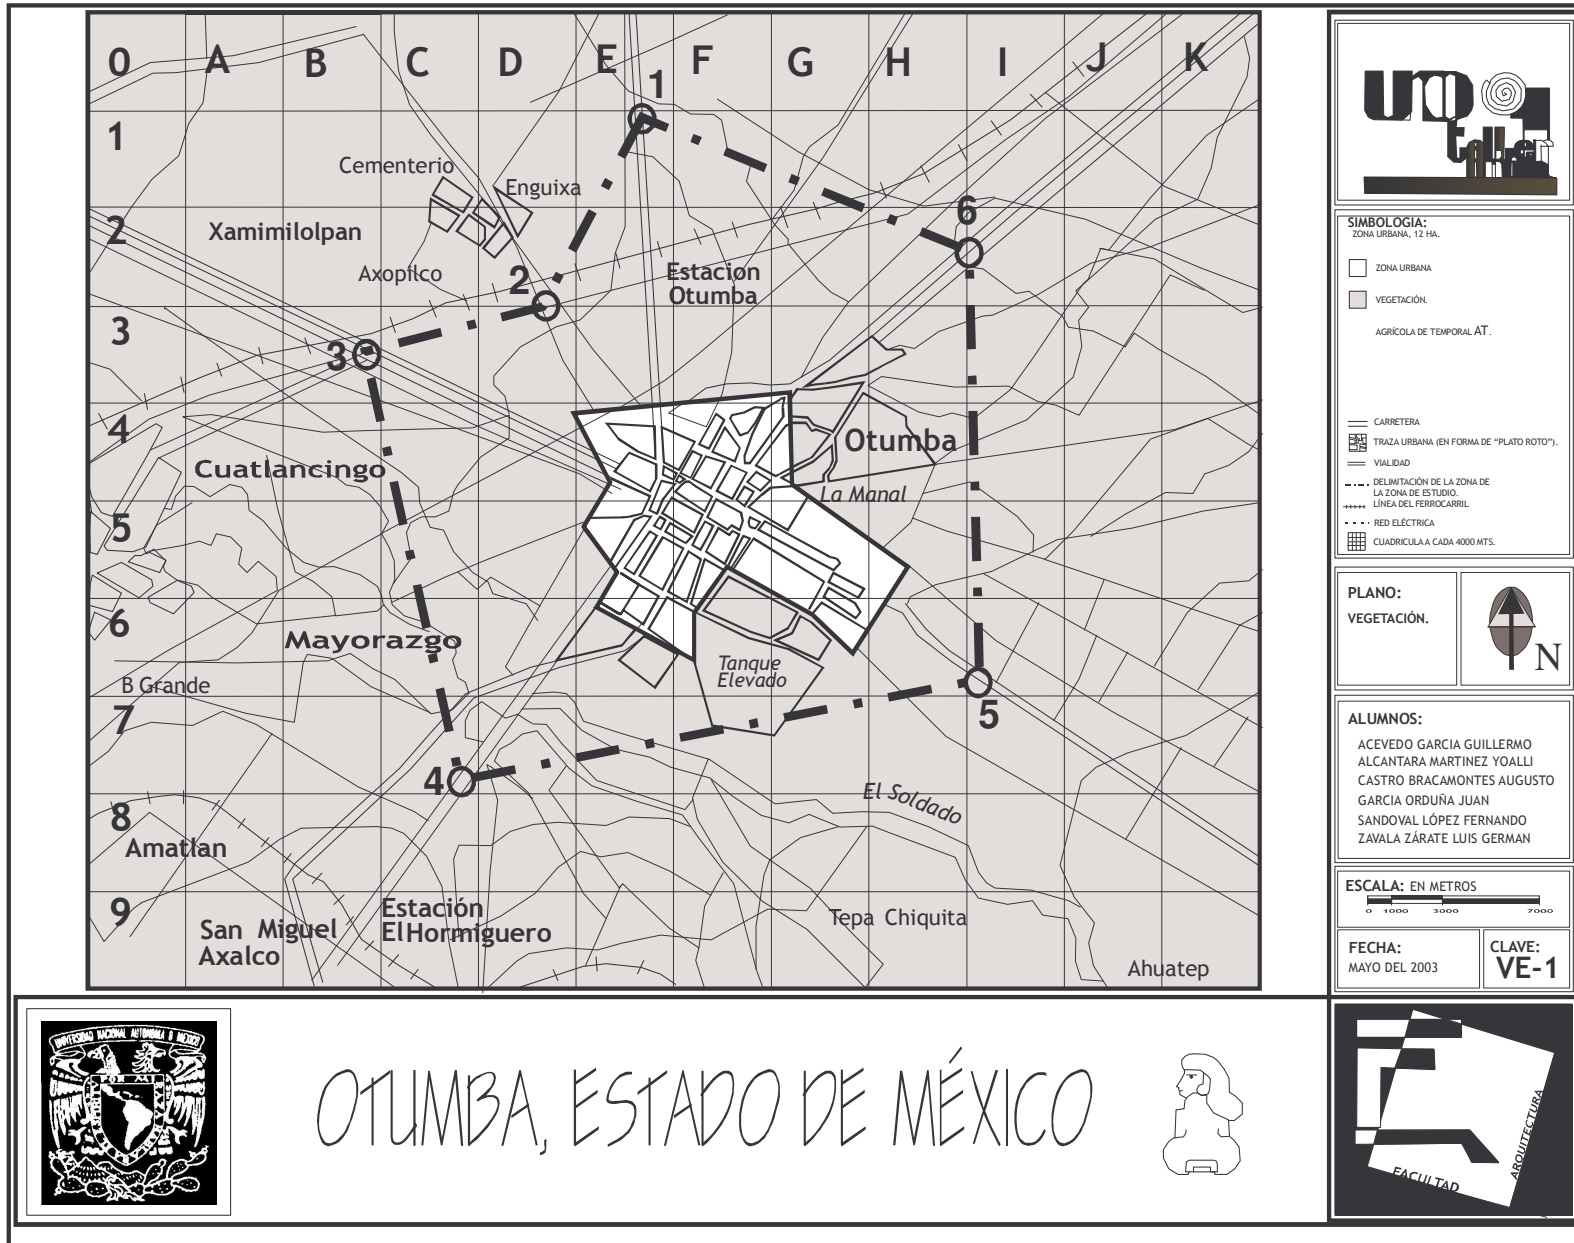 0 A B C D E F G H I J K
1
1
Cementerio
Enguixa
2
Xamimilolpan
6
Axopilco
2
Estacion
Otumba
3
3
4
Otumba
Cuatlancingo
La Manal
5
6
Mayorazgo
Tanque
Elevado
B Grande
7
5
4
8
El Soldado
Amatlan
9
Estación
El Hormiguero
San Miguel
Axalco
Tepa Chiquita
Ahuatep
SIMBOLOGIA:
ZONA URBANA, 12 HA.
ZONA URBANA
VEGETACIÓN.
AGRÍCOLA DE TEMPORAL AT.
CARRETERA
TRAZA URBANA (EN FORMA DE “PLATO ROTO”).
VIALIDAD
DELIMITACIÓN DE LA ZONA DE
LA ZONA DE ESTUDIO.
LÍNEA DEL FERROCARRIL
RED ELÉCTRICA
CUADRICULA A CADA 4000 MTS.
PLANO:
VEGETACIÓN.
N
ALUMNOS:
ACEVEDO GARCIA GUILLERMO
ALCANTARA MARTINEZ YOALLI
CASTRO BRACAMONTES AUGUSTO
GARCIA ORDUÑA JUAN
SANDOVAL LÓPEZ FERNANDO
ZAVALA ZÁRATE LUIS GERMAN
ESCALA: EN METROS
0 1000 3000 7000
FECHA:
MAYO DEL 2003
CLAVE:
VE-1
OTUMBA, ESTADO DE MÉXICO
FACULTAD
ARQUITECTURA